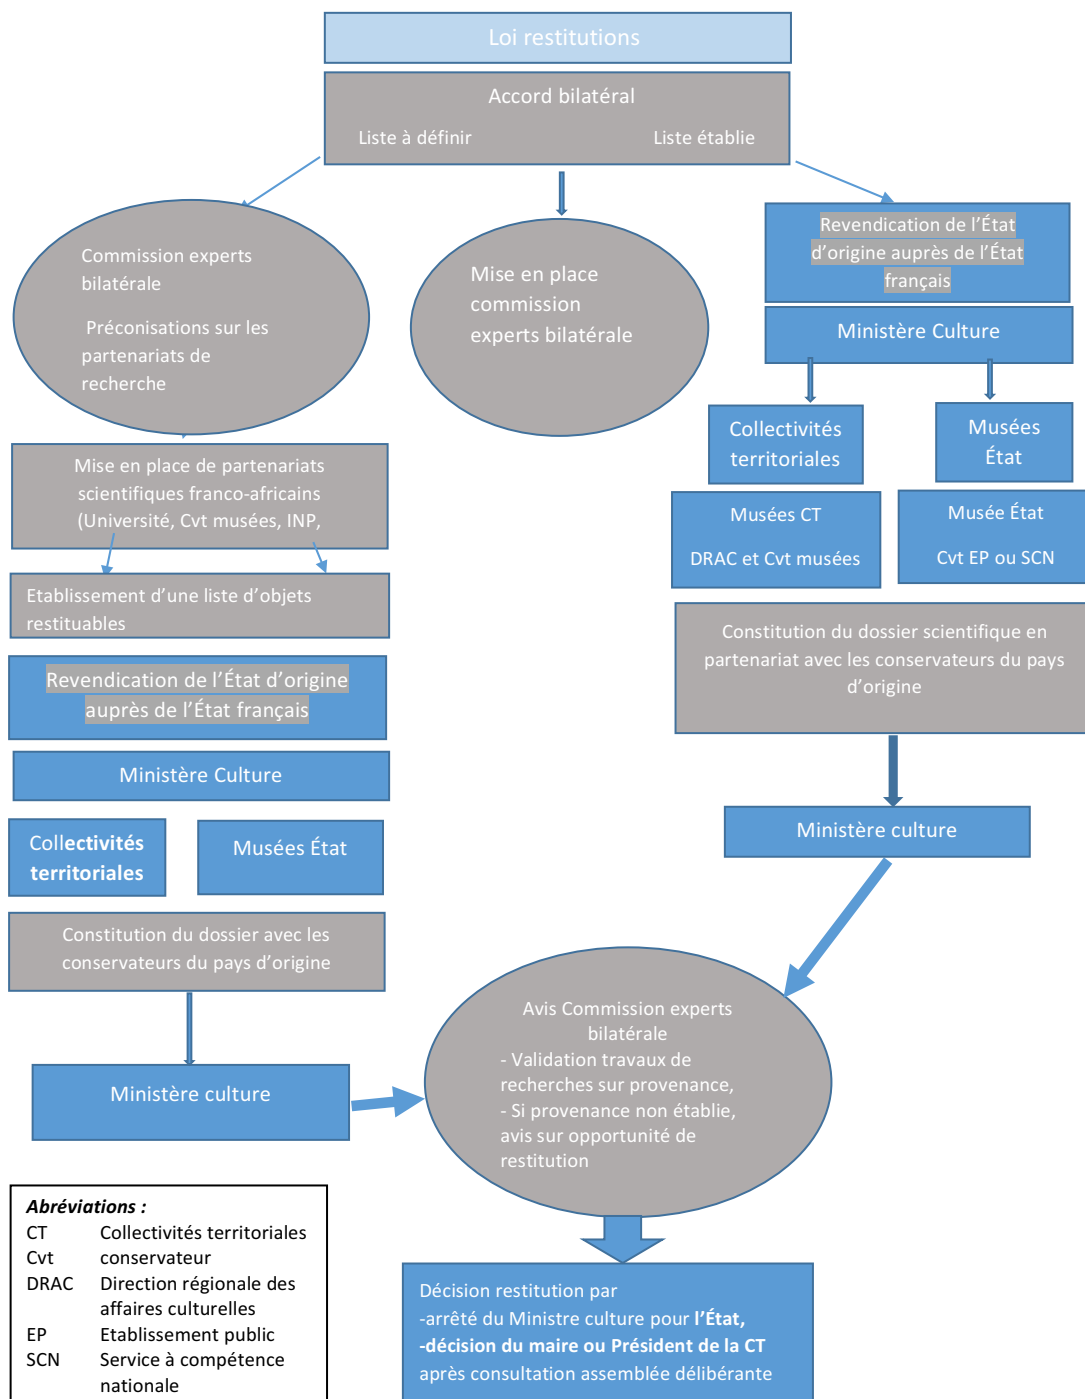 Loi restitutions
Accord bilatéral
Liste à définir Liste établie
Commission experts
bilatérale
Préconisations sur les
partenariats de
recherche
Mise en place
commission
experts bilatérale
Revendication de l'État
d'origine auprès de l'État
français
Ministère Culture
Collectivités
territoriales
Musées
État
Musées CT
DRAC et Cvt musées
Musée État
Cvt EP ou SCN
Constitution du dossier scientifique en
partenariat avec les conservateurs du pays
d'origine
Ministère culture
Mise en place de partenariats
scientifiques franco-africains
(Université, Cvt musées, INP,
Etablissement d'une liste d'objets
restituables
Revendication de l'État d'origine
auprès de l'État français
Ministère Culture
Collectivités
territoriales
Musées État
Constitution du dossier avec les
conservateurs du pays d'origine
Ministère culture
Avis Commission experts
bilatérale
- Validation travaux de
recherches sur provenance,
- Si provenance non établie,
avis sur opportunité de
restitution
Décision restitution par
-arrêté du Ministre culture pour l'État,
-décision du maire ou Président de la CT
après consultation assemblée délibérante
Abréviations :
CT Collectivités territoriales
Cvt conservateur
DRAC Direction régionale des
affaires culturelles
EP Etablissement public
SCN Service à compétence
nationale